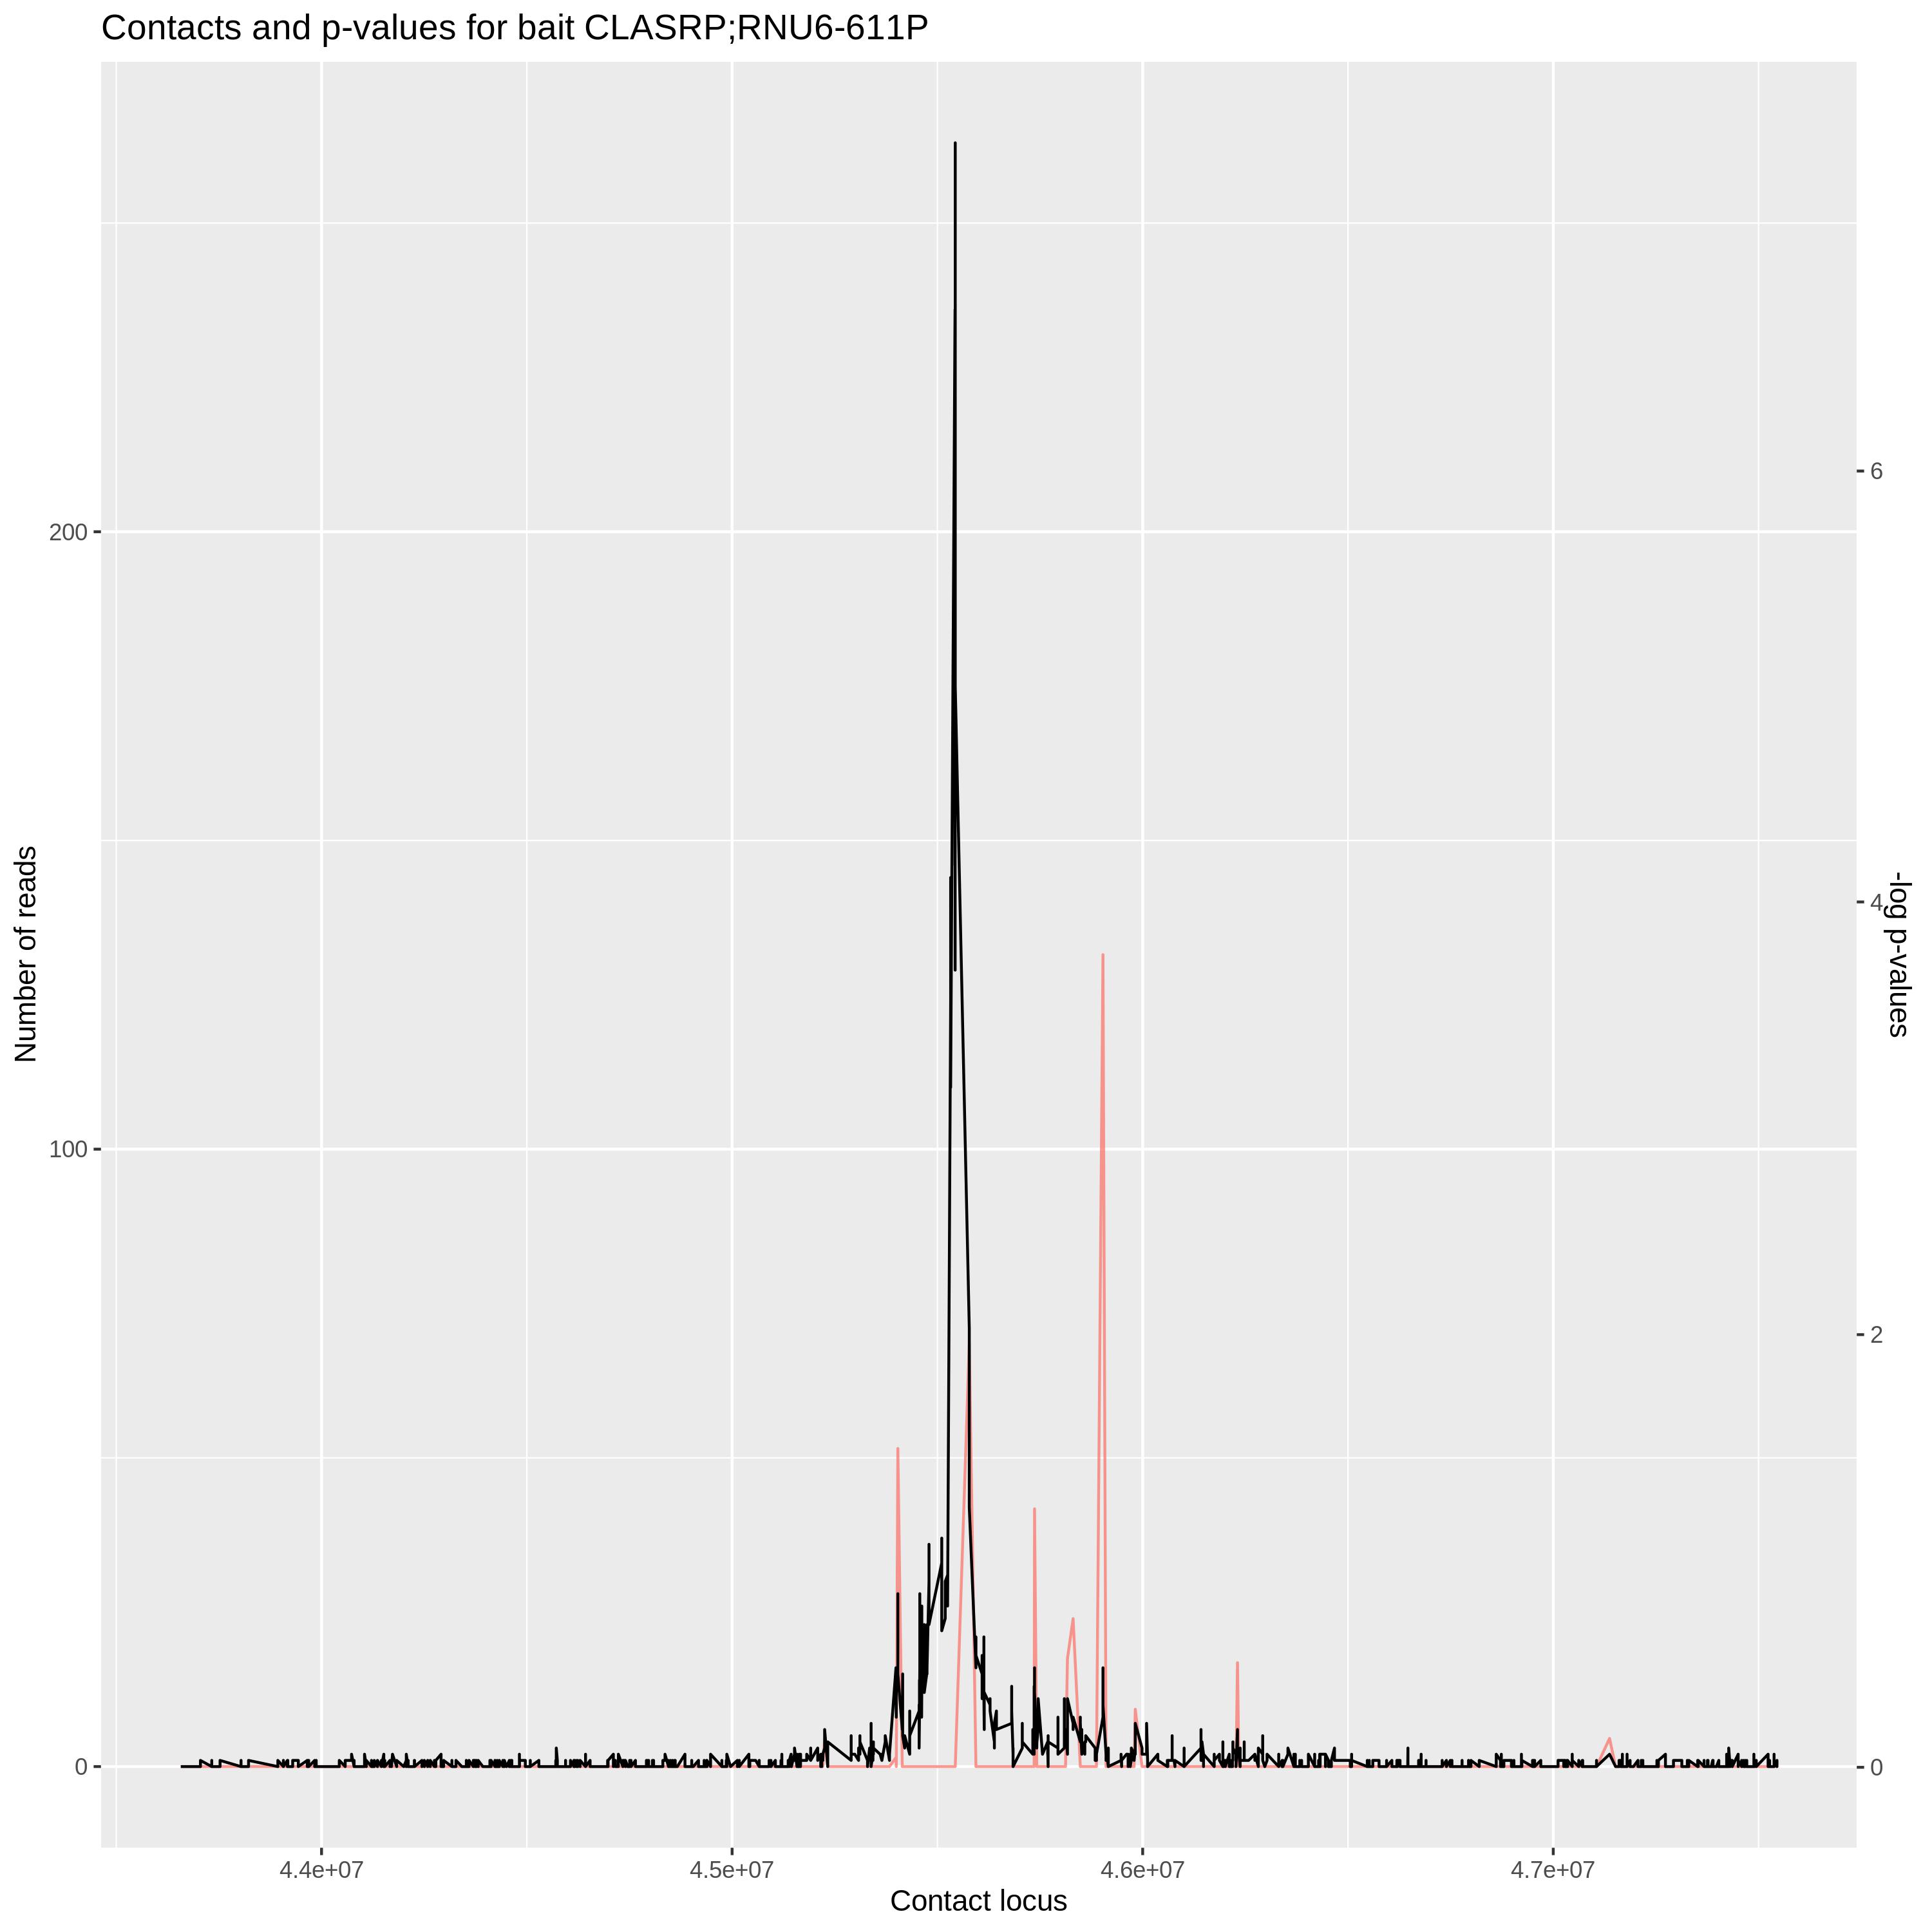 Contacts and p-values for bait CLASRP;RNU6-611P
Number of reads
200
100
0
6
4
2
0
-log p-values
4.4e+07 4.5e+07 4.6e+07 4.7e+07
Contact locus